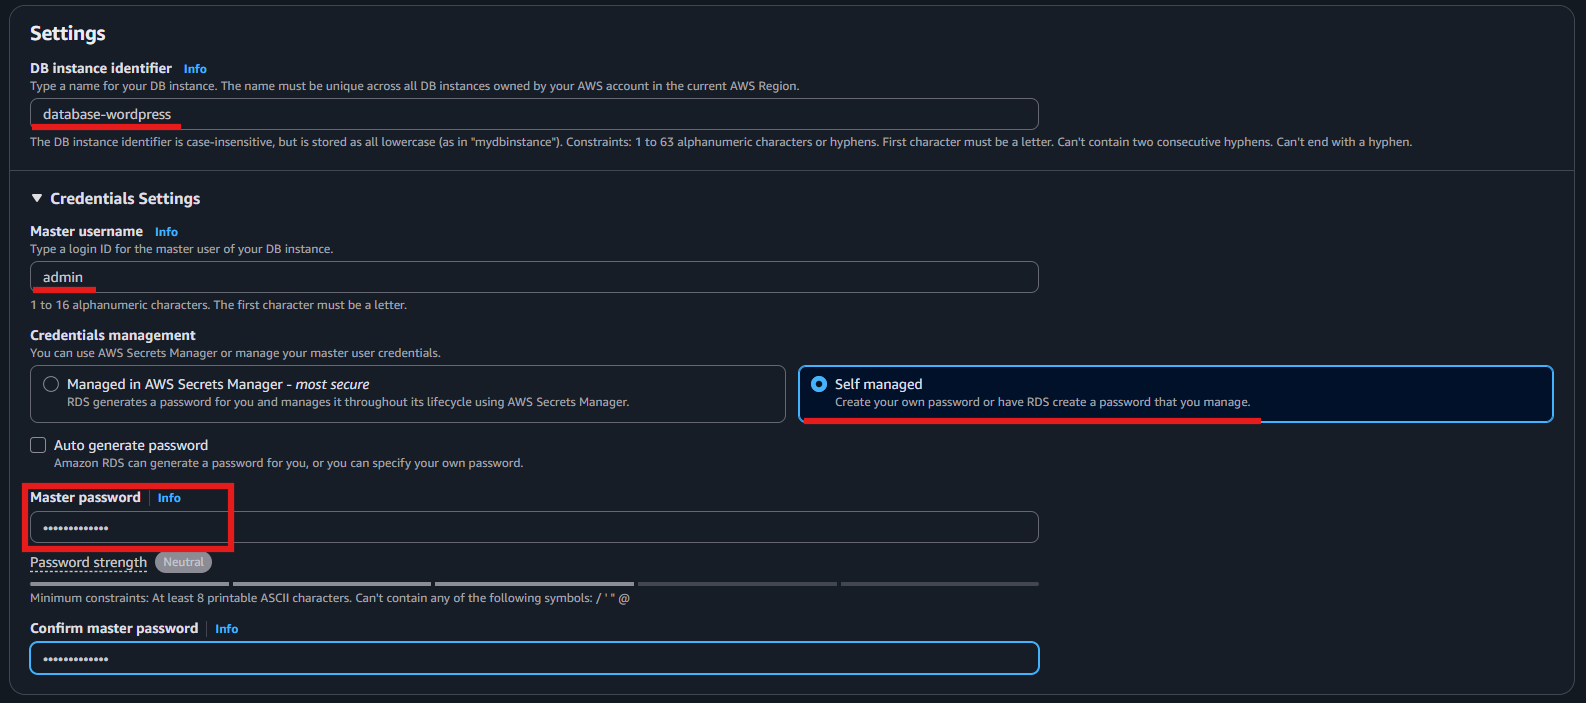 Settings
DB instance identifier Info
Type a name for your DB instance. The name must be unique across all DB instances owned by your AWS account in the current AWS Region.
database-wordpress
The DB instance identifier is case-insensitive, but is stored as all lowercase (as in "mydbinstance"). Constraints: 1 to 63 alphanumeric characters or hyphens. First character must be a letter. Can't contain two consecutive hyphens. Can't end with a hyphen.
Credentials Settings
Master username Info
Type a login ID for the master user of your DB instance.
admin
1 to 16 alphanumeric characters. The first character must be a letter.
Credentials management
You can use AWS Secrets Manager or manage your master user credentials.
Managed in AWS Secrets Manager - most secure
RDS generates a password for you and manages it throughout its lifecycle using AWS Secrets Manager.
Self managed
Create your own password or have RDS create a password that you manage.
Auto generate password
Amazon RDS can generate a password for you, or you can specify your own password.
Master password Info
•••••••••••••
Password strength Neutral
Minimum constraints: At least 8 printable ASCII characters. Can't contain any of the following symbols: / ' " @
Confirm master password Info
•••••••••••••